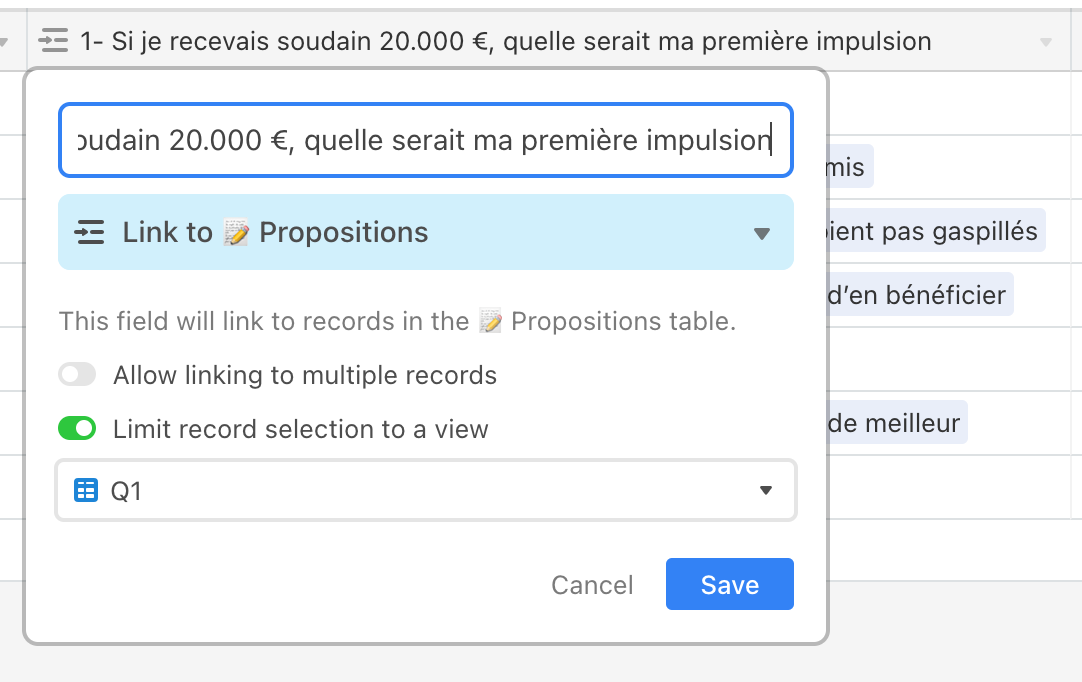 1- Si je recevais soudain 20.000 €, quelle serait ma première impulsion
oudain 20.000 €, quelle serait ma première impulsion
mis
Link to 📝 Propositions
ient pas gaspillés
d’en bénéficier
This field will link to records in the 📝 Propositions table.
Allow linking to multiple records
Limit record selection to a view
de meilleur
Q1
Cancel
Save